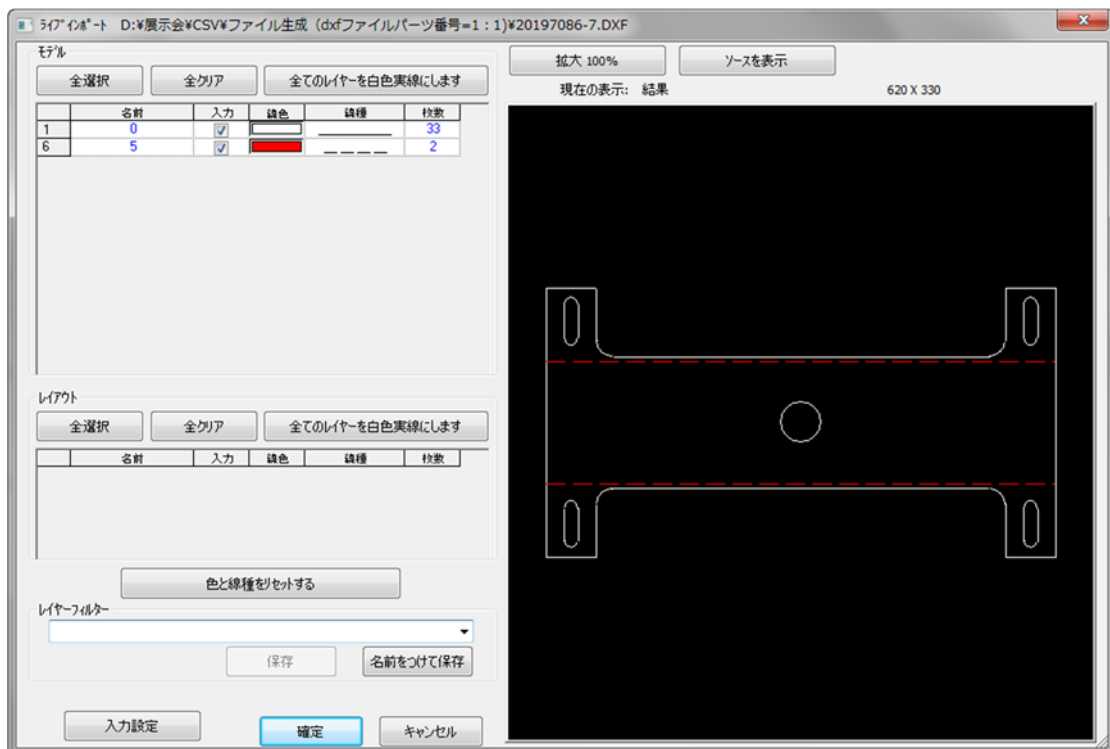 ライブインポート D:¥展示会¥CSV¥ファイル生成（dxfファイルパーツ番号=1：1)¥20197086-7.DXF
モデル
全選択 全クリア 全てのレイヤーを白色実線にします
名前 入力 線色 線種 枚数
1 0 33
6 5 2
レイアウト
全選択 全クリア 全てのレイヤーを白色実線にします
名前 入力 線色 線種 枚数
色と線種をリセットする
レイヤーフィルター
保存 名前をつけて保存
入力設定 確定 キャンセル
拡大 100% ソースを表示
現在の表示: 結果 620 X 330